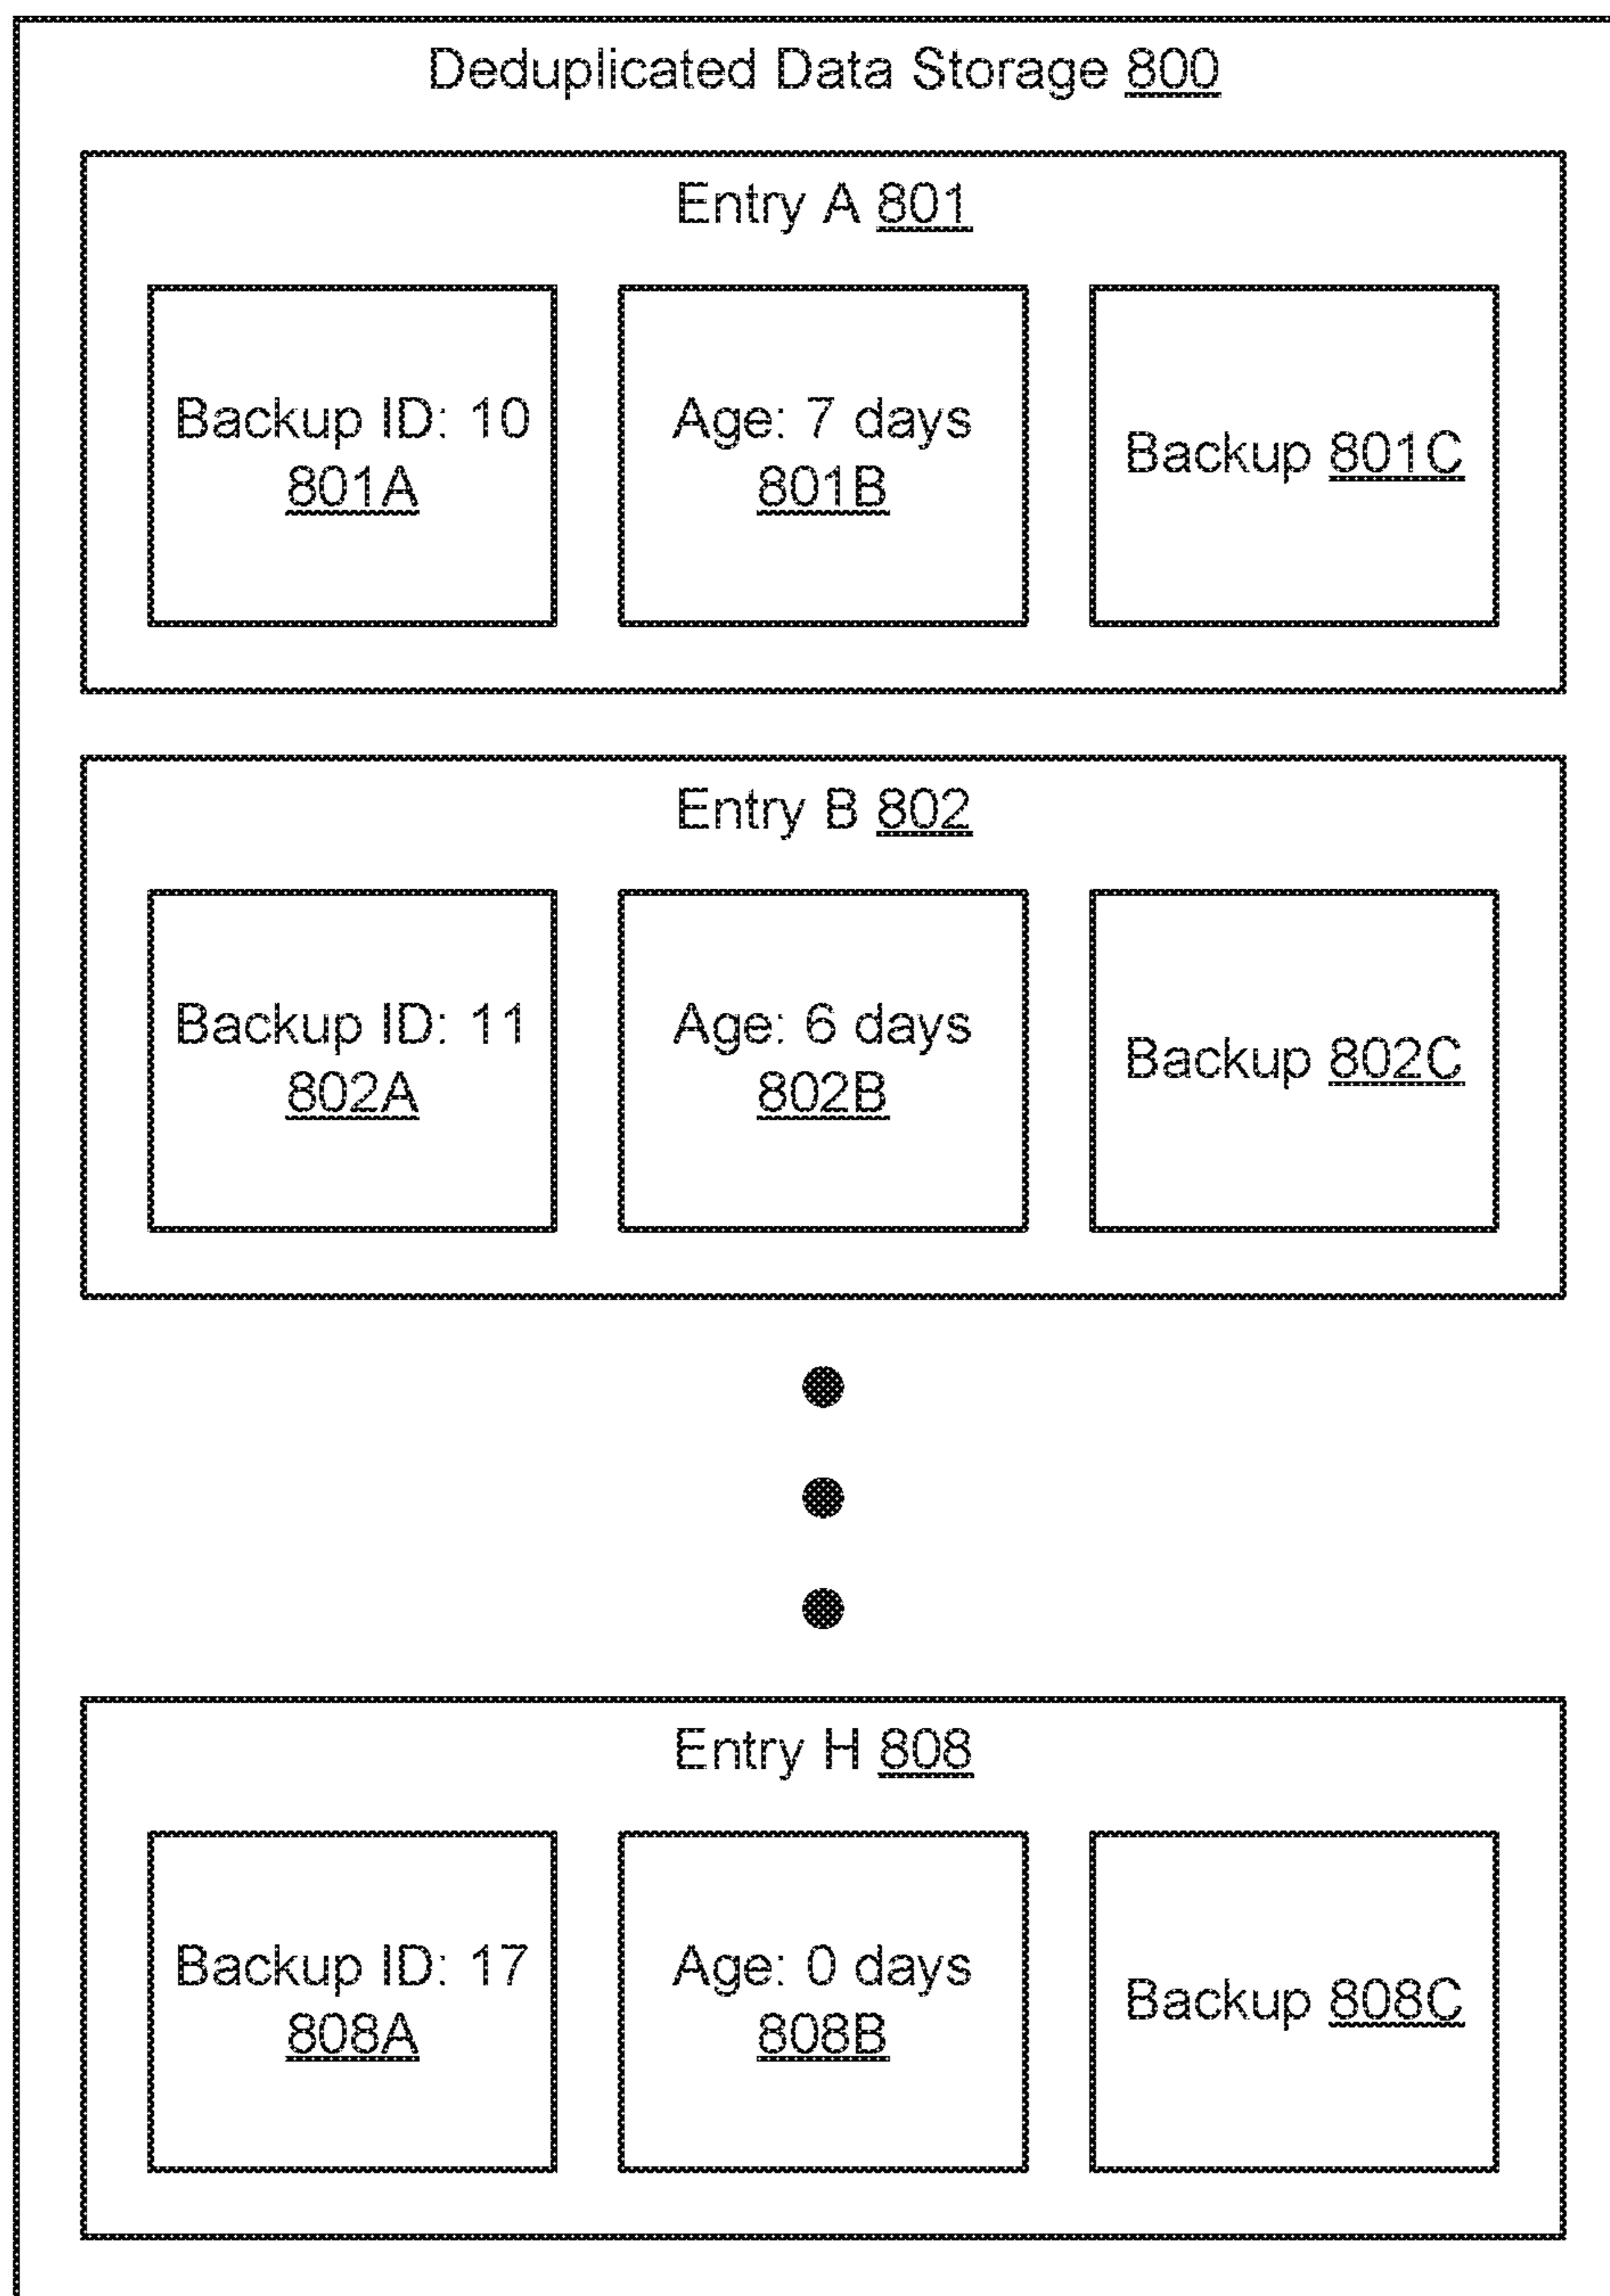 Deduplicated Data Storage 800
Entry A 801
Backup ID: 10
801A
Age: 7 days
801B
Backup 801C
Entry B 802
Backup ID: 11
802A
Age: 6 days
802B
Backup 802C
Entry H 808
Backup ID: 17
808A
Age: 0 days
808B
Backup 808C